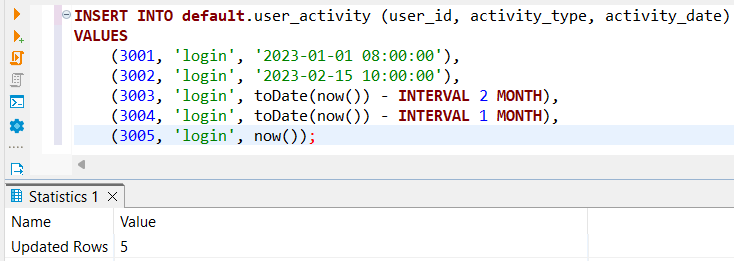 INSERT INTO default.user_activity (user_id, activity_type, activity_date)
VALUES
(3001, 'login', '2023-01-01 08:00:00'),
(3002, 'login', '2023-02-15 10:00:00'),
(3003, 'login', toDate(now()) - INTERVAL 2 MONTH),
(3004, 'login', toDate(now()) - INTERVAL 1 MONTH),
(3005, 'login', now());
Statistics 1
Name Value
Updated Rows 5